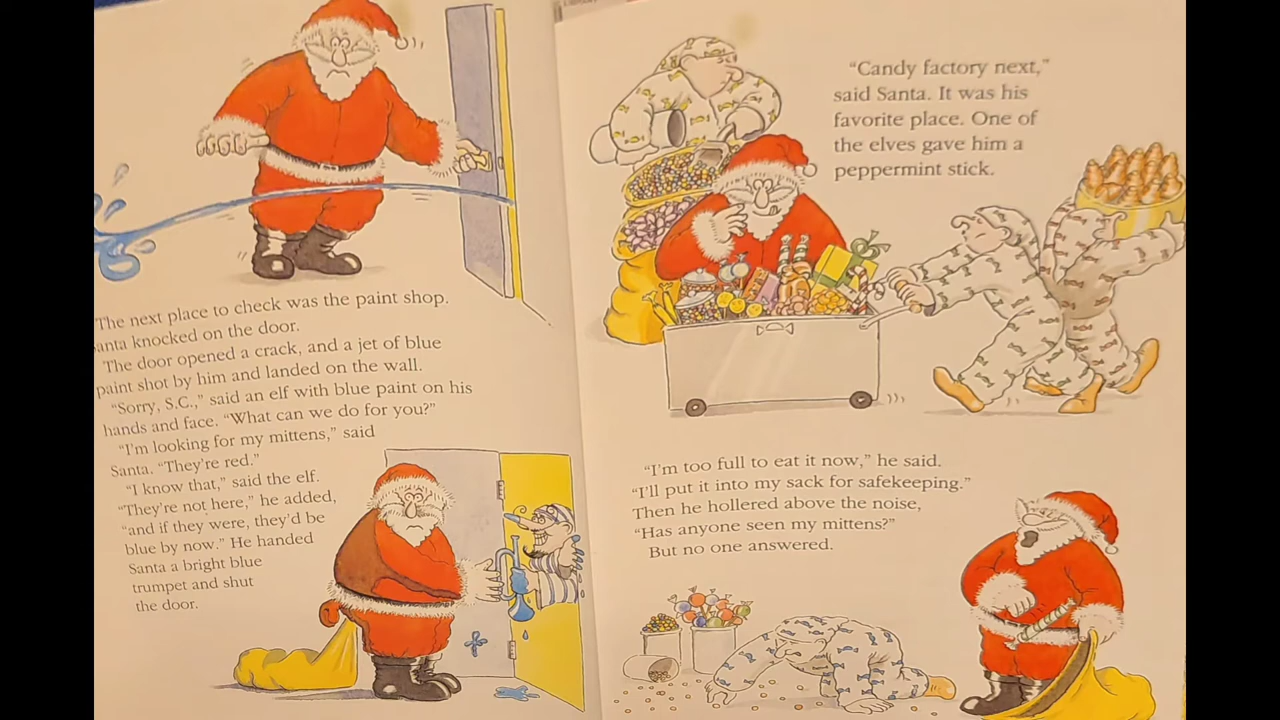 The next place to check was the paint shop.
Santa knocked on the door.
The door opened a crack, and a jet of blue
paint shot by him and landed on the wall.
"Sorry, S.C.," said an elf with blue paint on his
hands and face. "What can we do for you?"
"I'm looking for my mittens," said
Santa. "They're red."
"I know that," said the elf.
"They're not here," he added,
"and if they were, they'd be
blue by now." He handed
Santa a bright blue
trumpet and shut
the door.
"Candy factory next,"
said Santa. It was his
favorite place. One of
the elves gave him a
peppermint stick.
"I'm too full to eat it now," he said.
"I'll put it into my sack for safekeeping."
Then he hollered above the noise,
"Has anyone seen my mittens?"
But no one answered.